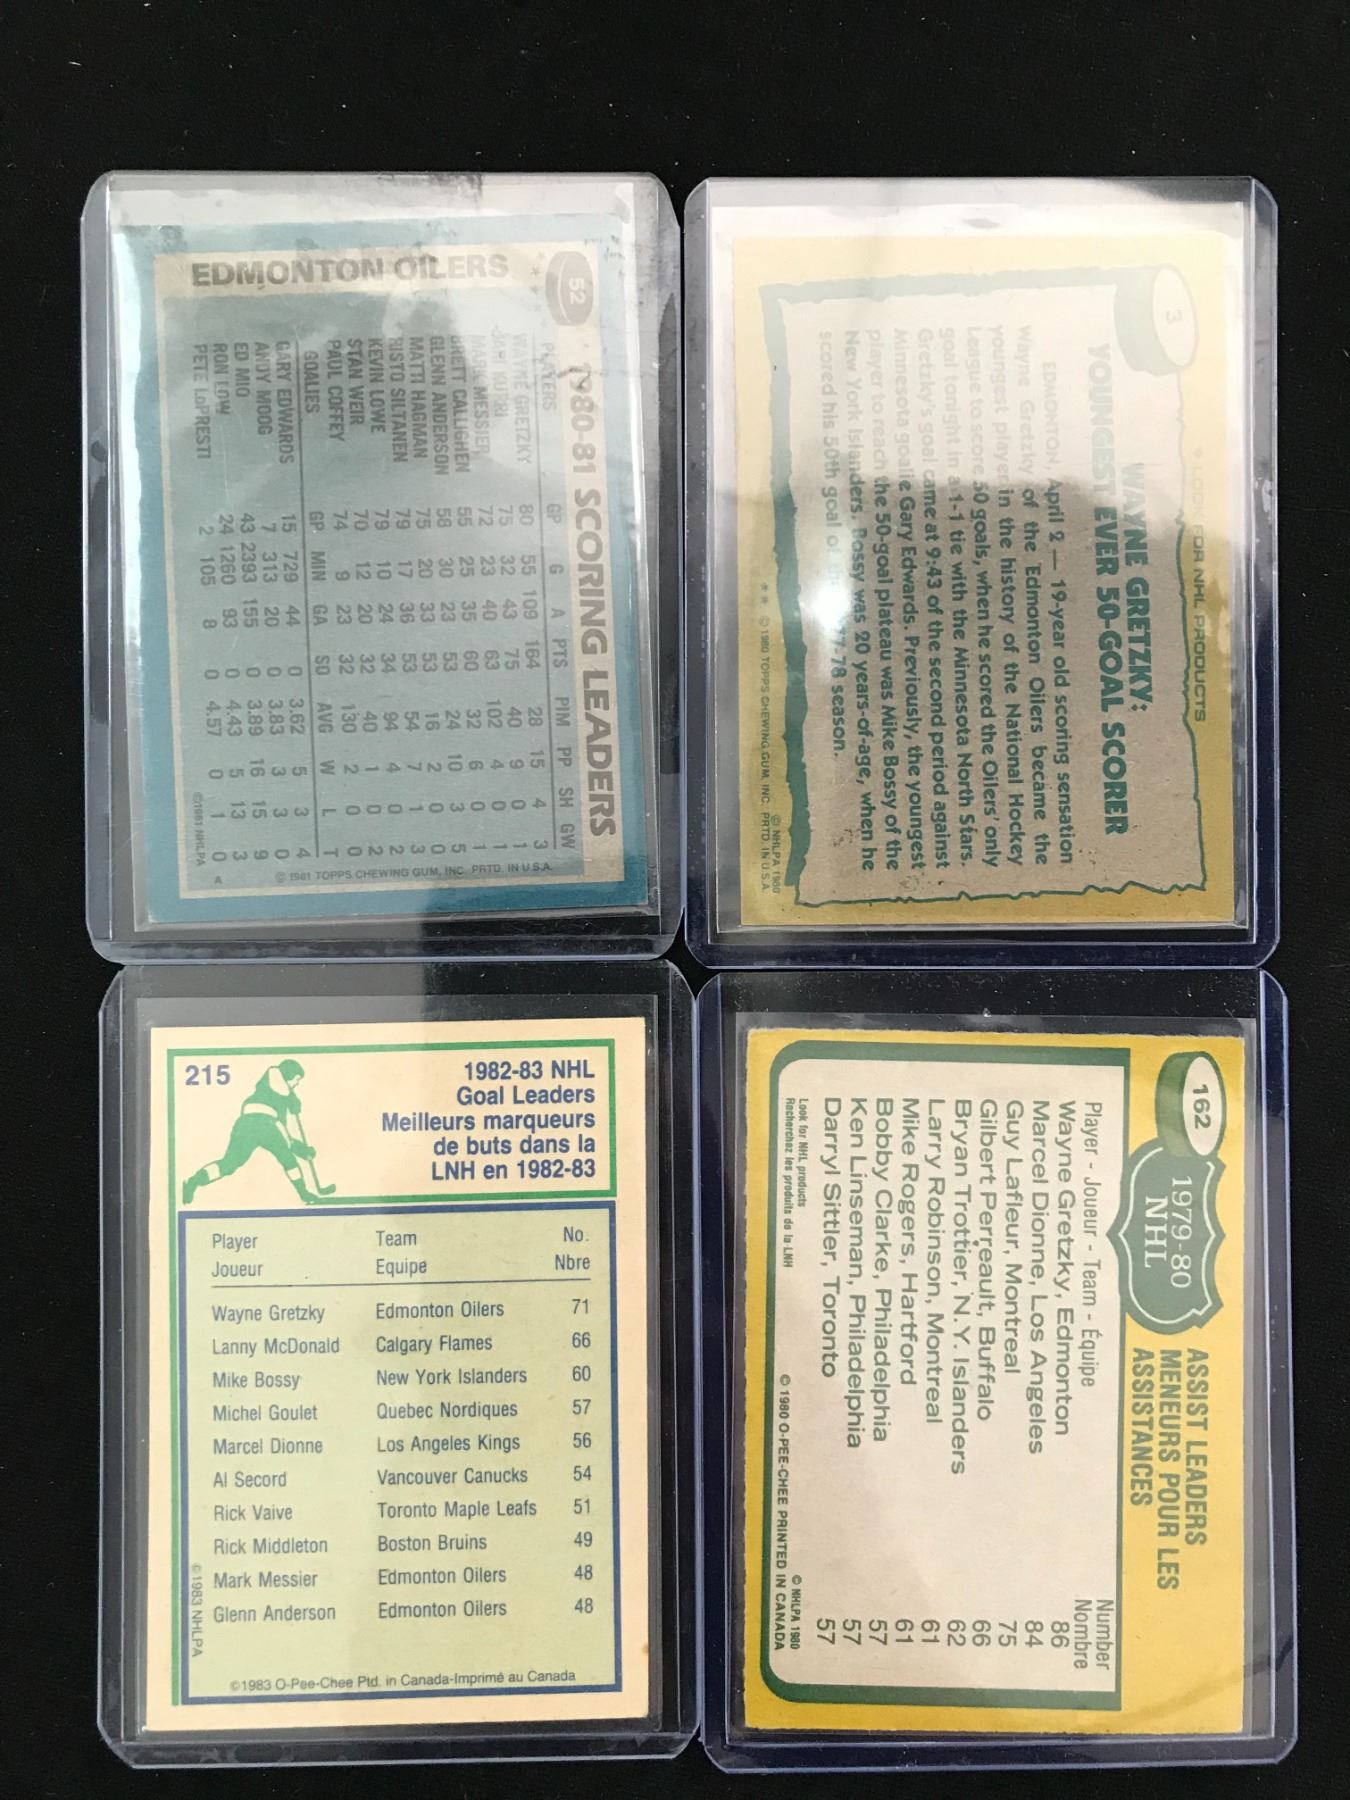 52
1980-81 SCORING LEADERS
EDMONTON OILERS
PLAYERS GP G A PTS PIM PP SH GW
WAYNE GRETZKY 80 55 109 164 28 15 4 3
JARI KURRI 75 32 43 75 40 9 0 1
MARK MESSIER 72 23 40 63 102 4 0 1
BRETT CALLIGHEN 55 25 35 60 32 6 0 1
GLENN ANDERSON 58 30 23 53 24 10 3 5
MATTI HAGMAN 75 20 33 53 16 2 0 0
RISTO SILTANEN 79 17 36 53 54 7 1 3
KEVIN LOWE 79 10 24 34 94 4 0 2
STAN WEIR 70 12 20 32 40 1 0 2
PAUL COFFEY 74 9 23 32 130 2 0 0
GOALIES GP MIN GA SO AVG W L T
GARY EDWARDS 15 729 44 0 3.62 5 3 4
ANDY MOOG 7 313 20 0 3.83 3 3 0
ED MIO 43 2393 155 0 3.89 16 15 9
RON LOW 24 1260 93 0 4.43 5 13 3
PETE LoPRESTI 2 105 8 0 4.57 0 1 0
© 1981 TOPPS CHEWING GUM, INC. PRTD. IN U.S.A.
©1981 NHLPA A
3
* LOOK FOR NHL PRODUCTS
WAYNE GRETZKY:
YOUNGEST EVER 50-GOAL SCORER
EDMONTON, April 2 — 19-year old scoring sensation
Wayne Gretzky of the Edmonton Oilers became the
youngest player in the history of the National Hockey
League to score 50 goals, when he scored the Oilers' only
goal tonight in a 1-1 tie with the Minnesota North Stars.
Gretzky's goal came at 9:43 of the second period against
Minnesota goalie Gary Edwards. Previously, the youngest
player to reach the 50-goal plateau was Mike Bossy of the
New York Islanders. Bossy was 20 years-of-age, when he
scored his 50th goal of the 77-78 season.
© NHLPA 1980
** © 1980 TOPPS CHEWING GUM, INC. PRTD. IN U.S.A.
215
1982-83 NHL
Goal Leaders
Meilleurs marqueurs
de buts dans la
LNH en 1982-83
Player Team No.
Joueur Equipe Nbre
Wayne Gretzky Edmonton Oilers 71
Lanny McDonald Calgary Flames 66
Mike Bossy New York Islanders 60
Michel Goulet Quebec Nordiques 57
Marcel Dionne Los Angeles Kings 56
Al Secord Vancouver Canucks 54
Rick Vaive Toronto Maple Leafs 51
Rick Middleton Boston Bruins 49
Mark Messier Edmonton Oilers 48
Glenn Anderson Edmonton Oilers 48
©1983 NHLPA
©1983 O-Pee-Chee Ptd. in Canada-Imprimé au Canada
162
1979-80
NHL
ASSIST LEADERS
MENEURS POUR LES
ASSISTANCES
Player - Joueur - Team - Équipe Number
Nombre
Wayne Gretzky, Edmonton 86
Marcel Dionne, Los Angeles 84
Guy Lafleur, Montreal 75
Gilbert Perreault, Buffalo 66
Bryan Trottier, N.Y. Islanders 62
Larry Robinson, Montreal 61
Mike Rogers, Hartford 61
Bobby Clarke, Philadelphia 57
Ken Linseman, Philadelphia 57
Darryl Sittler, Toronto 57
Look for NHL products © NHLPA 1980
Recherchez les produits de la LNH © 1980 O-PEE-CHEE PRINTED IN CANADA